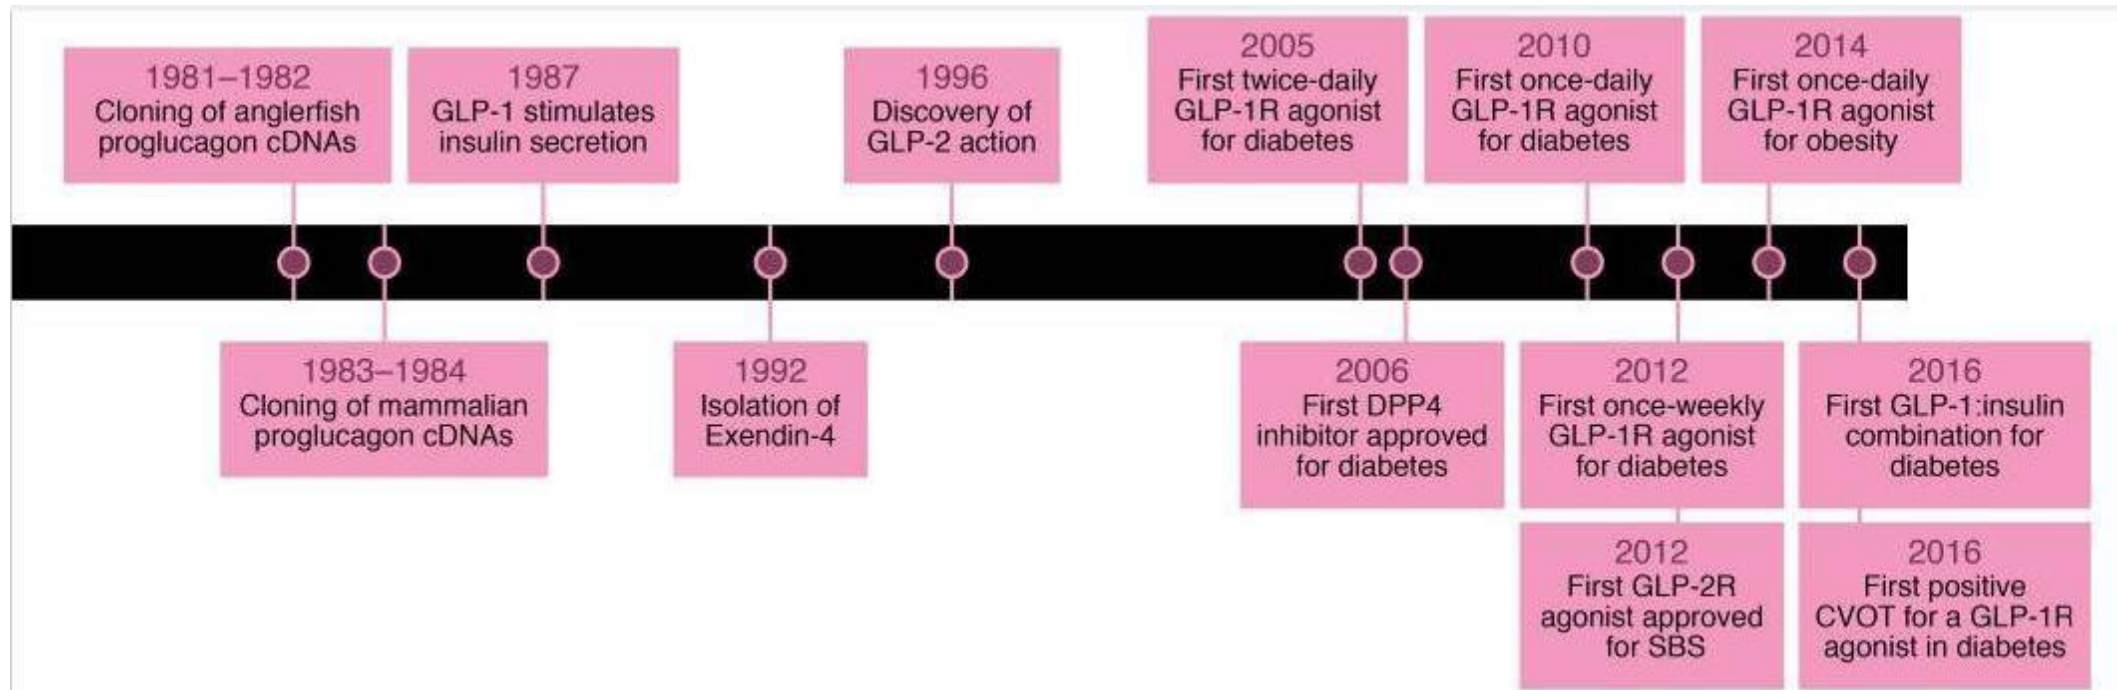 1981–1982
Cloning of anglerfish
proglucagon cDNAs
1987
GLP-1 stimulates
insulin secretion
1996
Discovery of
GLP-2 action
2005
First twice-daily
GLP-1R agonist
for diabetes
2010
First once-daily
GLP-1R agonist
for diabetes
2014
First once-daily
GLP-1R agonist
for obesity
1983–1984
Cloning of mammalian
proglucagon cDNAs
1992
Isolation of
Exendin-4
2006
First DPP4
inhibitor approved
for diabetes
2012
First once-weekly
GLP-1R agonist
for diabetes
2016
First GLP-1:insulin
combination for
diabetes
2012
First GLP-2R
agonist approved
for SBS
2016
First positive
CVOT for a GLP-1R
agonist in diabetes